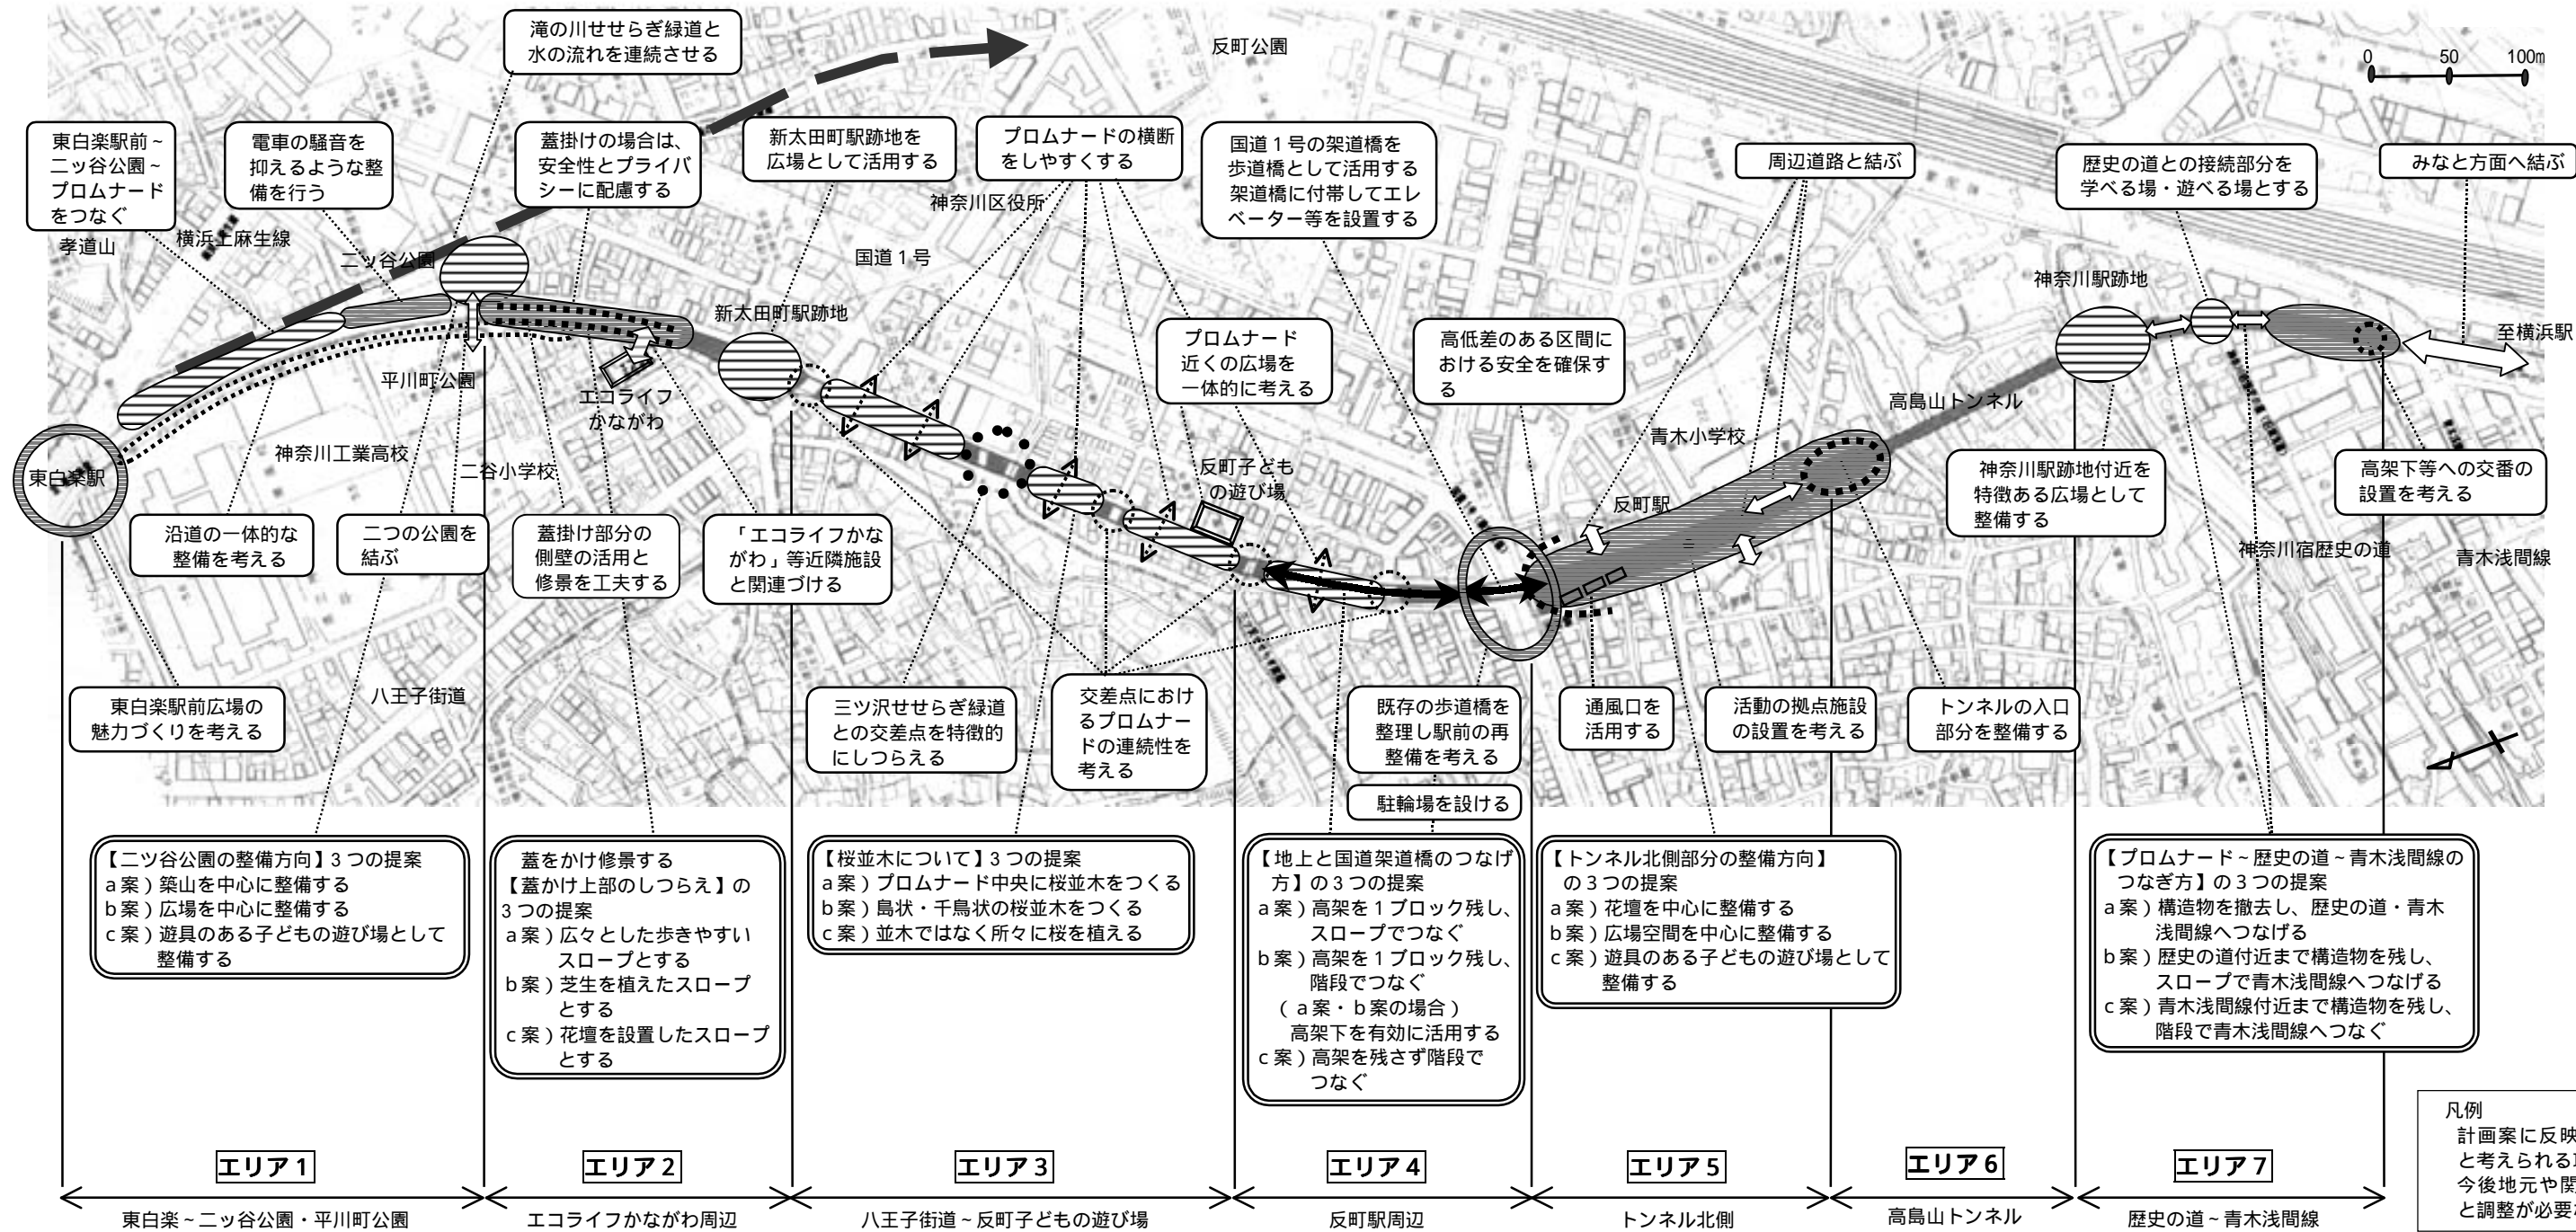 滝の川せせらぎ緑道と
水の流れを連続させる
反町公園
0 50 100m
東白楽駅前～
二ッ谷公園～
プロムナード
をつなぐ
電車の騒音を
抑えるような整
備を行う
蓋掛けの場合は、
安全性とプライバ
シーに配慮する
新太田町駅跡地を
広場として活用する
プロムナードの横断
をしやすくする
国道１号の架道橋を
歩道橋として活用する
架道橋に付帯してエレ
ベーター等を設置する
周辺道路と結ぶ
歴史の道との接続部分を
学べる場・遊べる場とする
みなと方面へ結ぶ
孝道山
横浜上麻生線
二ッ谷公園
神奈川区役所
国道１号
新太田町駅跡地
神奈川駅跡地
至横浜駅
プロムナード
近くの広場を
一体的に考える
高低差のある区間に
おける安全を確保す
る
平川町公園
エコライフ
かながわ
高島山トンネル
青木小学校
神奈川工業高校
二谷小学校
反町子ども
の遊び場
反町駅
東白楽駅
神奈川駅跡地付近を
特徴ある広場として
整備する
高架下等への交番の
設置を考える
沿道の一体的な
整備を考える
二つの公園を
結ぶ
蓋掛け部分の
側壁の活用と
修景を工夫する
「エコライフかな
がわ」等近隣施設
と関連づける
神奈川宿歴史の道
青木浅間線
八王子街道
東白楽駅前広場の
魅力づくりを考える
三ツ沢せせらぎ緑道
との交差点を特徴的
にしつらえる
交差点におけ
るプロムナー
ドの連続性を
考える
既存の歩道橋を
整理し駅前の再
整備を考える
駐輪場を設ける
通風口を
活用する
活動の拠点施設
の設置を考える
トンネルの入口
部分を整備する
【二ツ谷公園の整備方向】３つの提案
ａ案）築山を中心に整備する
ｂ案）広場を中心に整備する
ｃ案）遊具のある子どもの遊び場として
整備する
蓋をかけ修景する
【蓋かけ上部のしつらえ】の
３つの提案
ａ案）広々とした歩きやすい
スロープとする
ｂ案）芝生を植えたスロープ
とする
ｃ案）花壇を設置したスロープ
とする
【桜並木について】３つの提案
ａ案）プロムナード中央に桜並木をつくる
ｂ案）島状・千鳥状の桜並木をつくる
ｃ案）並木ではなく所々に桜を植える
【地上と国道架道橋のつなげ
方】の３つの提案
ａ案）高架を１ブロック残し、
スロープでつなぐ
ｂ案）高架を１ブロック残し、
階段でつなぐ
（ａ案・ｂ案の場合）
高架下を有効に活用する
ｃ案）高架を残さず階段で
つなぐ
【トンネル北側部分の整備方向】
の３つの提案
ａ案）花壇を中心に整備する
ｂ案）広場空間を中心に整備する
ｃ案）遊具のある子どもの遊び場として
整備する
【プロムナード～歴史の道～青木浅間線の
つなぎ方】の３つの提案
ａ案）構造物を撤去し、歴史の道・青木
浅間線へつなげる
ｂ案）歴史の道付近まで構造物を残し、
スロープで青木浅間線へつなげる
ｃ案）青木浅間線付近まで構造物を残し、
階段で青木浅間線へつなぐ
凡例
計画案に反映
と考えられる
今後地元や関
と調整が必要
エリア１
エリア２
エリア３
エリア４
エリア５
エリア６
エリア７
東白楽～二ッ谷公園・平川町公園
エコライフかながわ周辺
八王子街道～反町子どもの遊び場
反町駅周辺
トンネル北側
高島山トンネル
歴史の道～青木浅間線